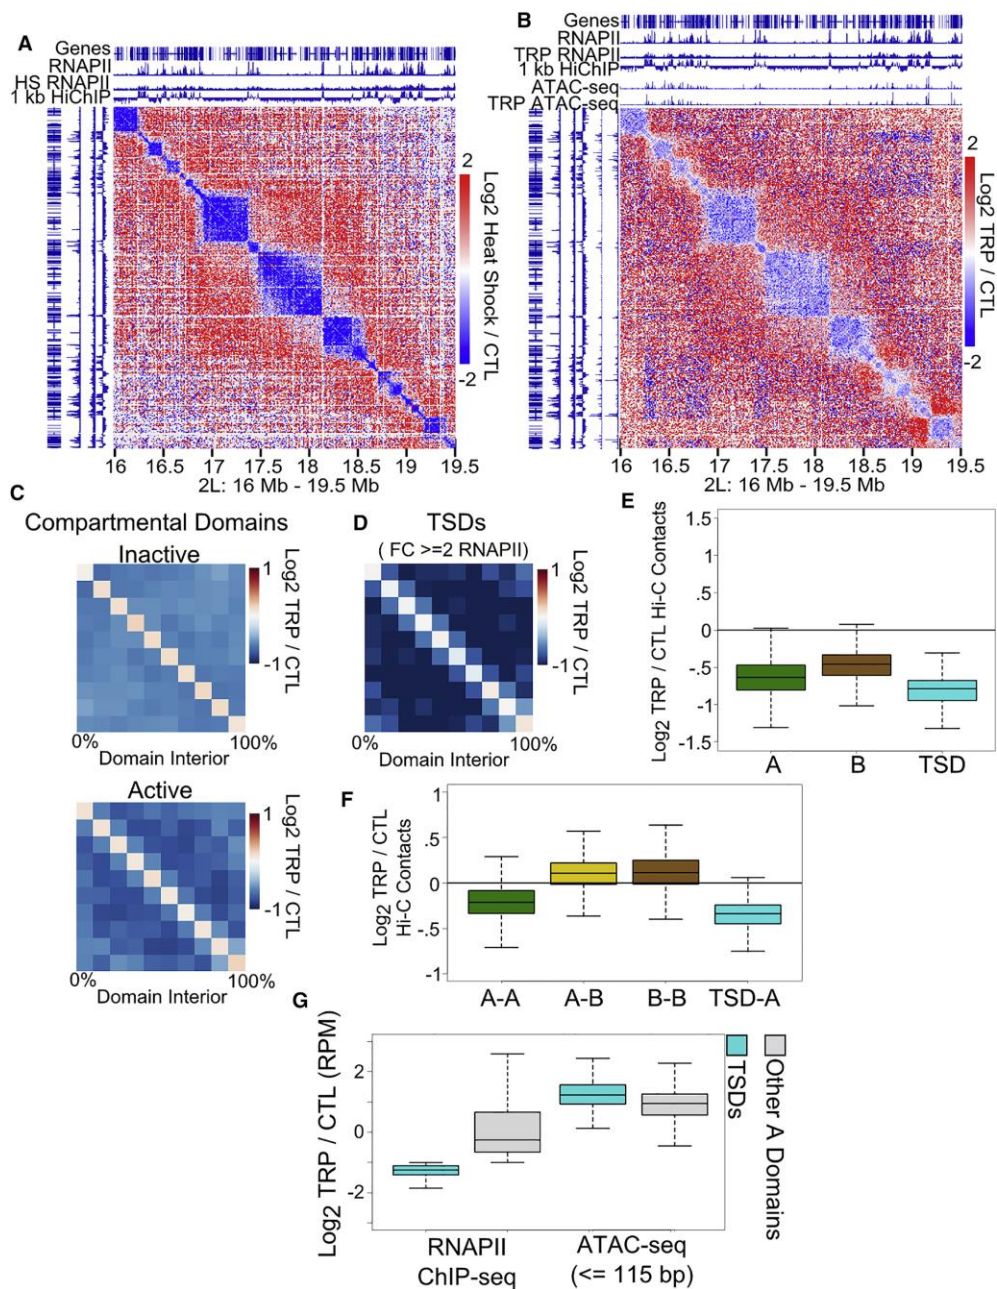 A
Genes
RNAPII
HS RNAPII
1 kb HiChIP
2
Log2 Heat Shock / CTL
-2
16 16.5 17 17.5 18 18.5 19 19.5
2L: 16 Mb - 19.5 Mb
B
Genes
RNAPII
TRP RNAPII
1 kb HiChIP
ATAC-seq
TRP ATAC-seq
2
Log2 TRP / CTL
-2
16 16.5 17 17.5 18 18.5 19 19.5
2L: 16 Mb - 19.5 Mb
C
Compartmental Domains
Inactive
1
Log2 TRP / CTL
-1
0% 100%
Domain Interior
Active
1
Log2 TRP / CTL
-1
0% 100%
Domain Interior
D
TSDs
( FC >=2 RNAPII)
1
Log2 TRP / CTL
-1
0% 100%
Domain Interior
E
Log2 TRP / CTL Hi-C Contacts
1.5
1
.5
0
-.5
-1
-1.5
A B TSD
F
Log2 TRP / CTL
Hi-C Contacts
1
.5
0
-.5
-1
A-A A-B B-B TSD-A
G
Log2 TRP / CTL (RPM)
2
0
-2
RNAPII
ChIP-seq
ATAC-seq
(<= 115 bp)
TSDs
Other A Domains